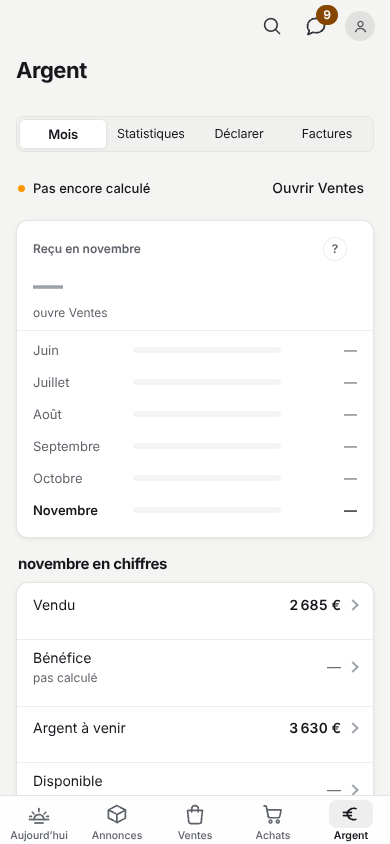 9
Argent
Mois
Statistiques
Déclarer
Factures
Pas encore calculé
Ouvrir Ventes
Reçu en novembre
?
—
ouvre Ventes
Juin —
Juillet —
Août —
Septembre —
Octobre —
Novembre —
novembre en chiffres
Vendu 2 685 €
Bénéfice —
pas calculé
Argent à venir 3 630 €
Disponible —
Aujourd'hui
Annonces
Ventes
Achats
Argent